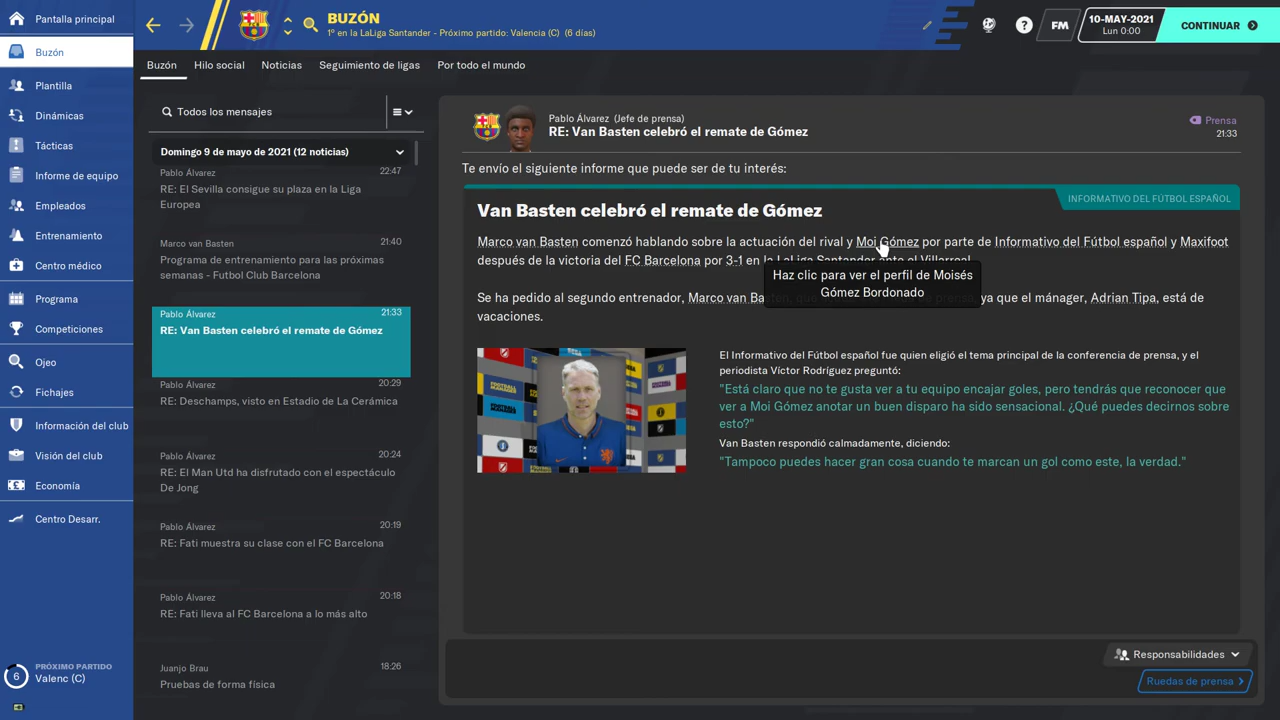 Pantalla principal
Buzón
Plantilla
Dinámicas
Tácticas
Informe de equipo
Empleados
Entrenamiento
Centro médico
Programa
Competiciones
Ojeo
Fichajes
Información del club
Visión del club
Economía
Centro Desarr.
6
PRÓXIMO PARTIDO
Valenc (C)
BUZÓN
1º en la LaLiga Santander - Próximo partido: Valencia (C) (6 días)
?
FM
10-MAY-2021
Lun 0:00
CONTINUAR
Buzón
Hilo social
Noticias
Seguimiento de ligas
Por todo el mundo
Todos los mensajes
Domingo 9 de mayo de 2021 (12 noticias)
Pablo Álvarez
22:47
RE: El Sevilla consigue su plaza en la Liga
Europea
Marco van Basten
21:40
Programa de entrenamiento para las próximas
semanas - Futbol Club Barcelona
Pablo Álvarez
21:33
RE: Van Basten celebró el remate de Gómez
Pablo Álvarez
20:29
RE: Deschamps, visto en Estadio de La Cerámica
Pablo Álvarez
20:24
RE: El Man Utd ha disfrutado con el espectáculo
De Jong
Pablo Álvarez
20:19
RE: Fati muestra su clase con el FC Barcelona
Pablo Álvarez
20:18
RE: Fati lleva al FC Barcelona a lo más alto
Juanjo Brau
18:26
Pruebas de forma física
Pablo Álvarez (Jefe de prensa)
RE: Van Basten celebró el remate de Gómez
Prensa
21:33
Te envío el siguiente informe que puede ser de tu interés:
INFORMATIVO DEL FÚTBOL ESPAÑOL
Van Basten celebró el remate de Gómez
Marco van Basten comenzó hablando sobre la actuación del rival y Moi Gómez por parte de Informativo del Fútbol español y Maxifoot
después de la victoria del FC Barcelona por 3-1 en la LaLiga Santander ante el Villarreal.
Haz clic para ver el perfil de Moisés
Gómez Bordonado
Se ha pedido al segundo entrenador, Marco van Ba ya que el mánager, Adrian Tipa, está de
vacaciones.
El Informativo del Fútbol español fue quien eligió el tema principal de la conferencia de prensa, y el
periodista Víctor Rodríguez preguntó:
"Está claro que no te gusta ver a tu equipo encajar goles, pero tendrás que reconocer que
ver a Moi Gómez anotar un buen disparo ha sido sensacional. ¿Qué puedes decirnos sobre
esto?"
Van Basten respondió calmadamente, diciendo:
"Tampoco puedes hacer gran cosa cuando te marcan un gol como este, la verdad."
Responsabilidades
Ruedas de prensa